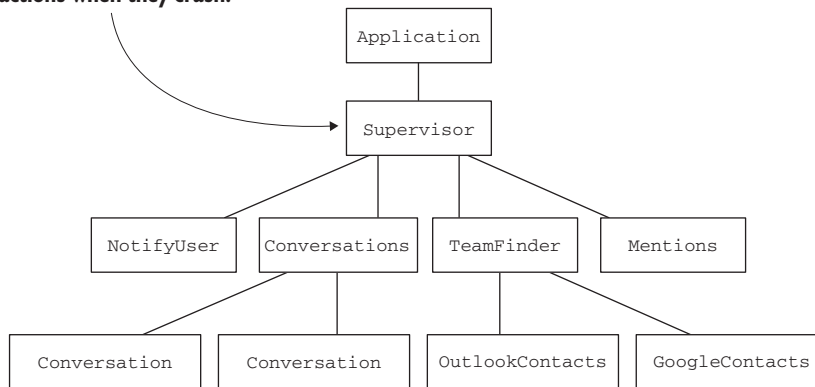 actions when they crash.
Application
Supervisor
NotifyUser
Conversations
TeamFinder
Mentions
Conversation
Conversation
OutlookContacts
GoogleContacts